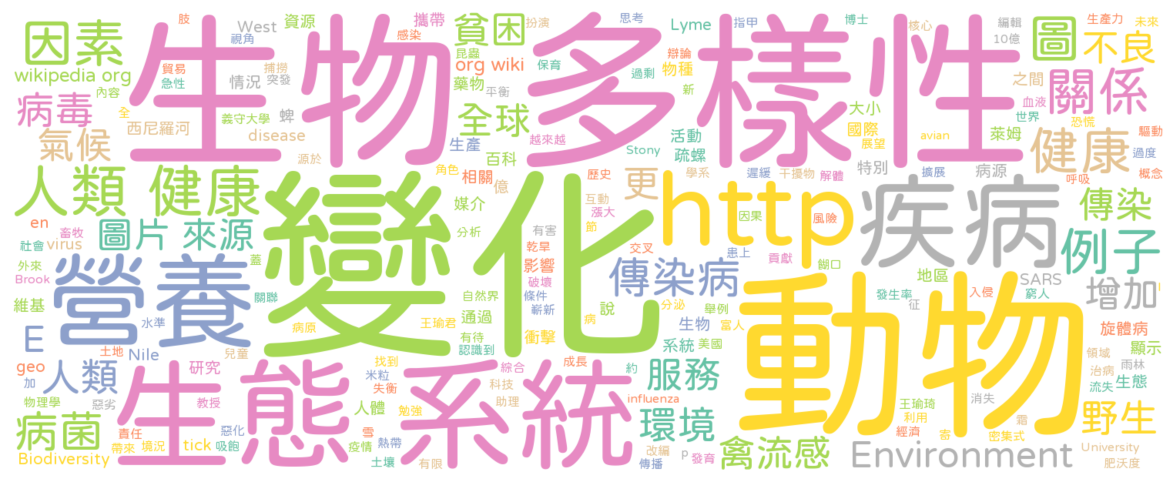 生物多樣性
變化
動物
疾病
生態系統
營養
http
因素
貧困
圖
不良
關係
病毒
氣候
人類 健康
全球
更
健康
傳染
例子
增加
圖片 來源
傳染病
E
人類
病菌
服務
環境
禽流感
Environment
野生
West
資源
攜帶
肢
感染
扮演
思考
指甲
博士
編輯
10億
核心
生產力
未來
Lyme
wikipedia org
org wiki
視角
昆蟲
保育
辯論
過剩
物種
新
內容
貿易
急性
情況
捕撈
突發
藥物
平衡
之間
大小
血液
世界
恐慌
驅動
過度
概念
全
西尼羅河
義守大學
蜱
disease
生產
越來越
活動
Stony
疏螺
國際
展望
avian
萊姆
源於
百科
角色
相關
億
歷史
學系
遲緩
干擾物
解體
特別
擴展
病源
呼吸
媒介
互動
漲大
節
因果
風險
en
畜牧
社會
virus
分析
有害
乾旱
交叉
患上
貢獻
餬口
外來
Brook
蓋
關聯
影響
破壞
條件
嶄新
自然界
說
分泌
舉例
富人
地區
發生率
征
SARS
入侵
窮人
維基
水準
病原
王瑜君
通過
有待
認識到
衝擊
病
生物
美國
旋體病
顯示
geo
土地
Nile
加
兒童
研究
找到
米粒
失衡
綜合
成長
約
系統
領域
雨林
治病
流失
生態
物理學
惡劣
教授
人體
勉強
科技
助理
influenza
王瑜琦
利用
經濟
消失
霜
寄
密集式
University
肥沃度
責任
帶來
填況
惡化
吸飽
tick
雪
疫情
熱帶
土壤
有限
改編
傳播
p
發育
Biodiversity